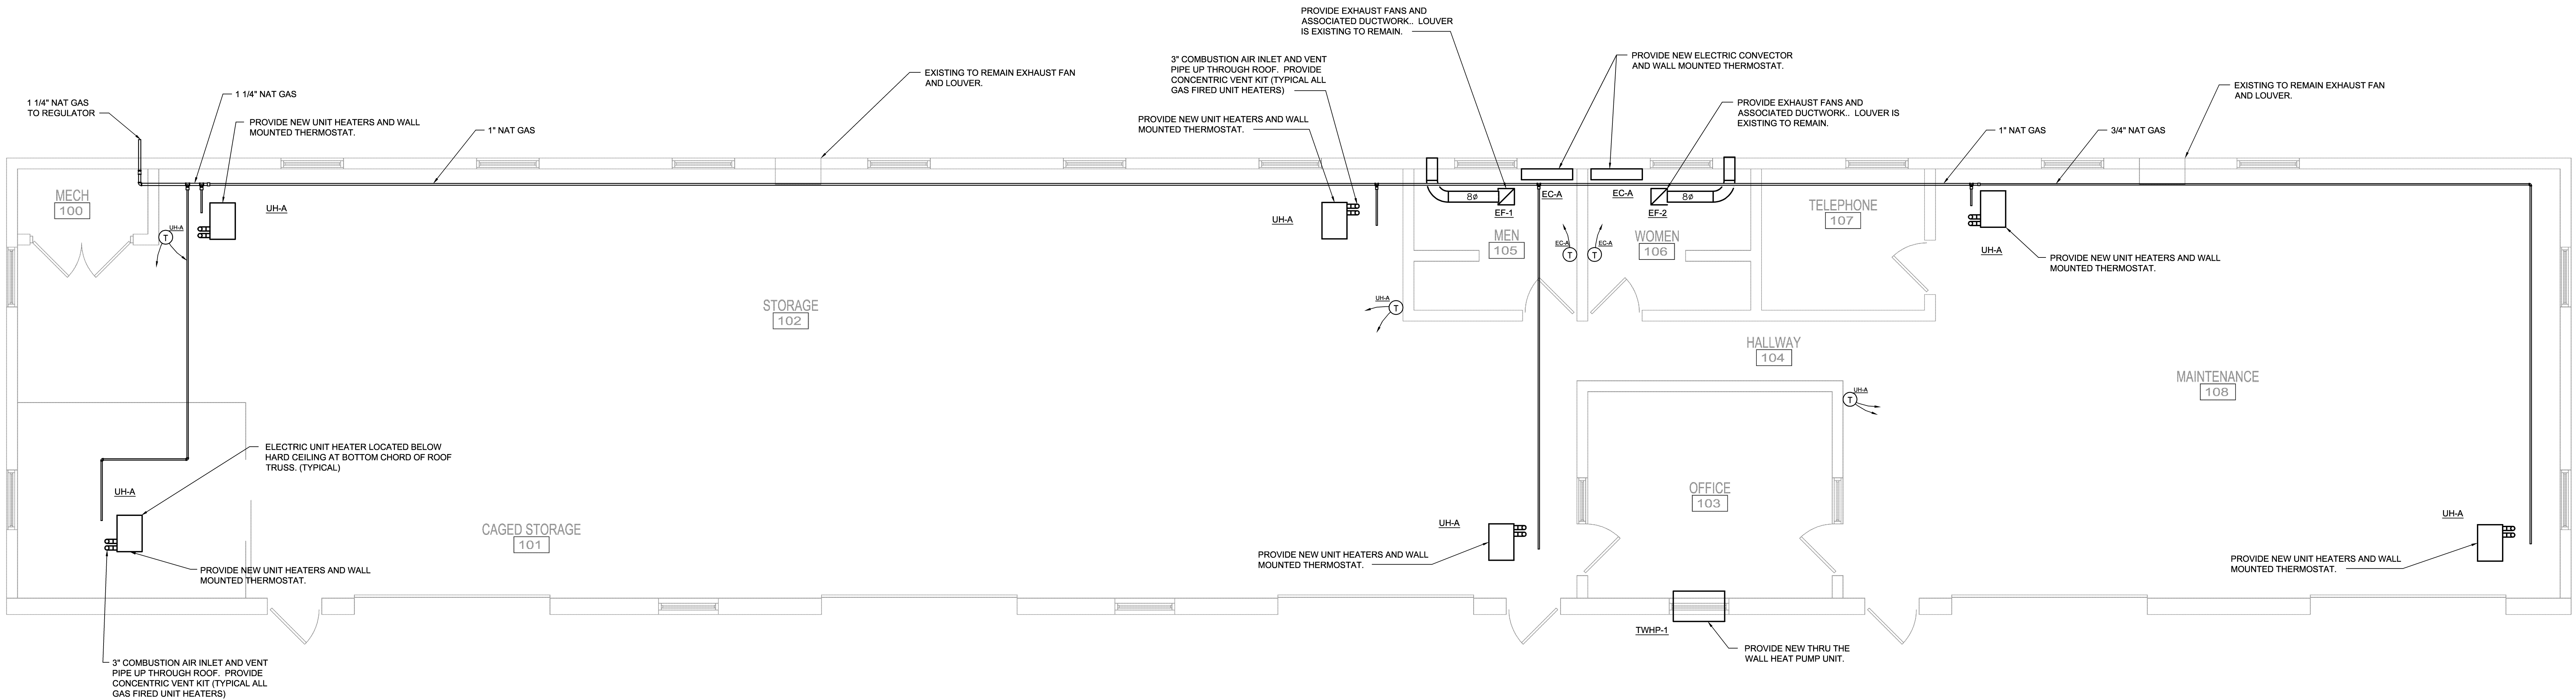 PROVIDE EXHAUST FANS AND
ASSOCIATED DUCTWORK.. LOUVER
IS EXISTING TO REMAIN.
3" COMBUSTION AIR INLET AND VENT
PIPE UP THROUGH ROOF. PROVIDE
CONCENTRIC VENT KIT (TYPICAL ALL
GAS FIRED UNIT HEATERS)
PROVIDE NEW ELECTRIC CONVECTOR
AND WALL MOUNTED THERMOSTAT.
EXISTING TO REMAIN EXHAUST FAN
AND LOUVER.
EXISTING TO REMAIN EXHAUST FAN
AND LOUVER.
1 1/4" NAT GAS
TO REGULATOR
1 1/4" NAT GAS
PROVIDE NEW UNIT HEATERS AND WALL
MOUNTED THERMOSTAT.
1" NAT GAS
PROVIDE NEW UNIT HEATERS AND WALL
MOUNTED THERMOSTAT.
PROVIDE EXHAUST FANS AND
ASSOCIATED DUCTWORK.. LOUVER IS
EXISTING TO REMAIN.
1" NAT GAS
3/4" NAT GAS
MECH
100
UH-A
UH-A
T
UH-A
8ø
EF-1
EC-A
EC-A
EF-2
8ø
TELEPHONE
107
MEN
105
EC-A
T
EC-A
T
WOMEN
106
UH-A
PROVIDE NEW UNIT HEATERS AND WALL
MOUNTED THERMOSTAT.
STORAGE
102
UH-A
T
HALLWAY
104
MAINTENANCE
108
UH-A
T
ELECTRIC UNIT HEATER LOCATED BELOW
HARD CEILING AT BOTTOM CHORD OF ROOF
TRUSS. (TYPICAL)
UH-A
OFFICE
103
CAGED STORAGE
101
UH-A
UH-A
PROVIDE NEW UNIT HEATERS AND WALL
MOUNTED THERMOSTAT.
PROVIDE NEW UNIT HEATERS AND WALL
MOUNTED THERMOSTAT.
PROVIDE NEW UNIT HEATERS AND WALL
MOUNTED THERMOSTAT.
TWHP-1
PROVIDE NEW THRU THE
WALL HEAT PUMP UNIT.
3" COMBUSTION AIR INLET AND VENT
PIPE UP THROUGH ROOF. PROVIDE
CONCENTRIC VENT KIT (TYPICAL ALL
GAS FIRED UNIT HEATERS)